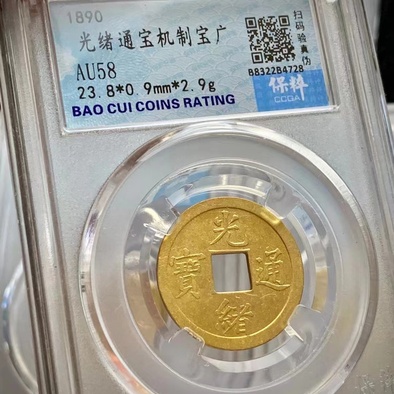 1890
光绪通宝机制宝广
AU58
23.8*0.9mm*2.9g
BAO CUI COINS RATING
扫码验真伪
B8322B4728
保粹
CCGA
光
寶 通
緒